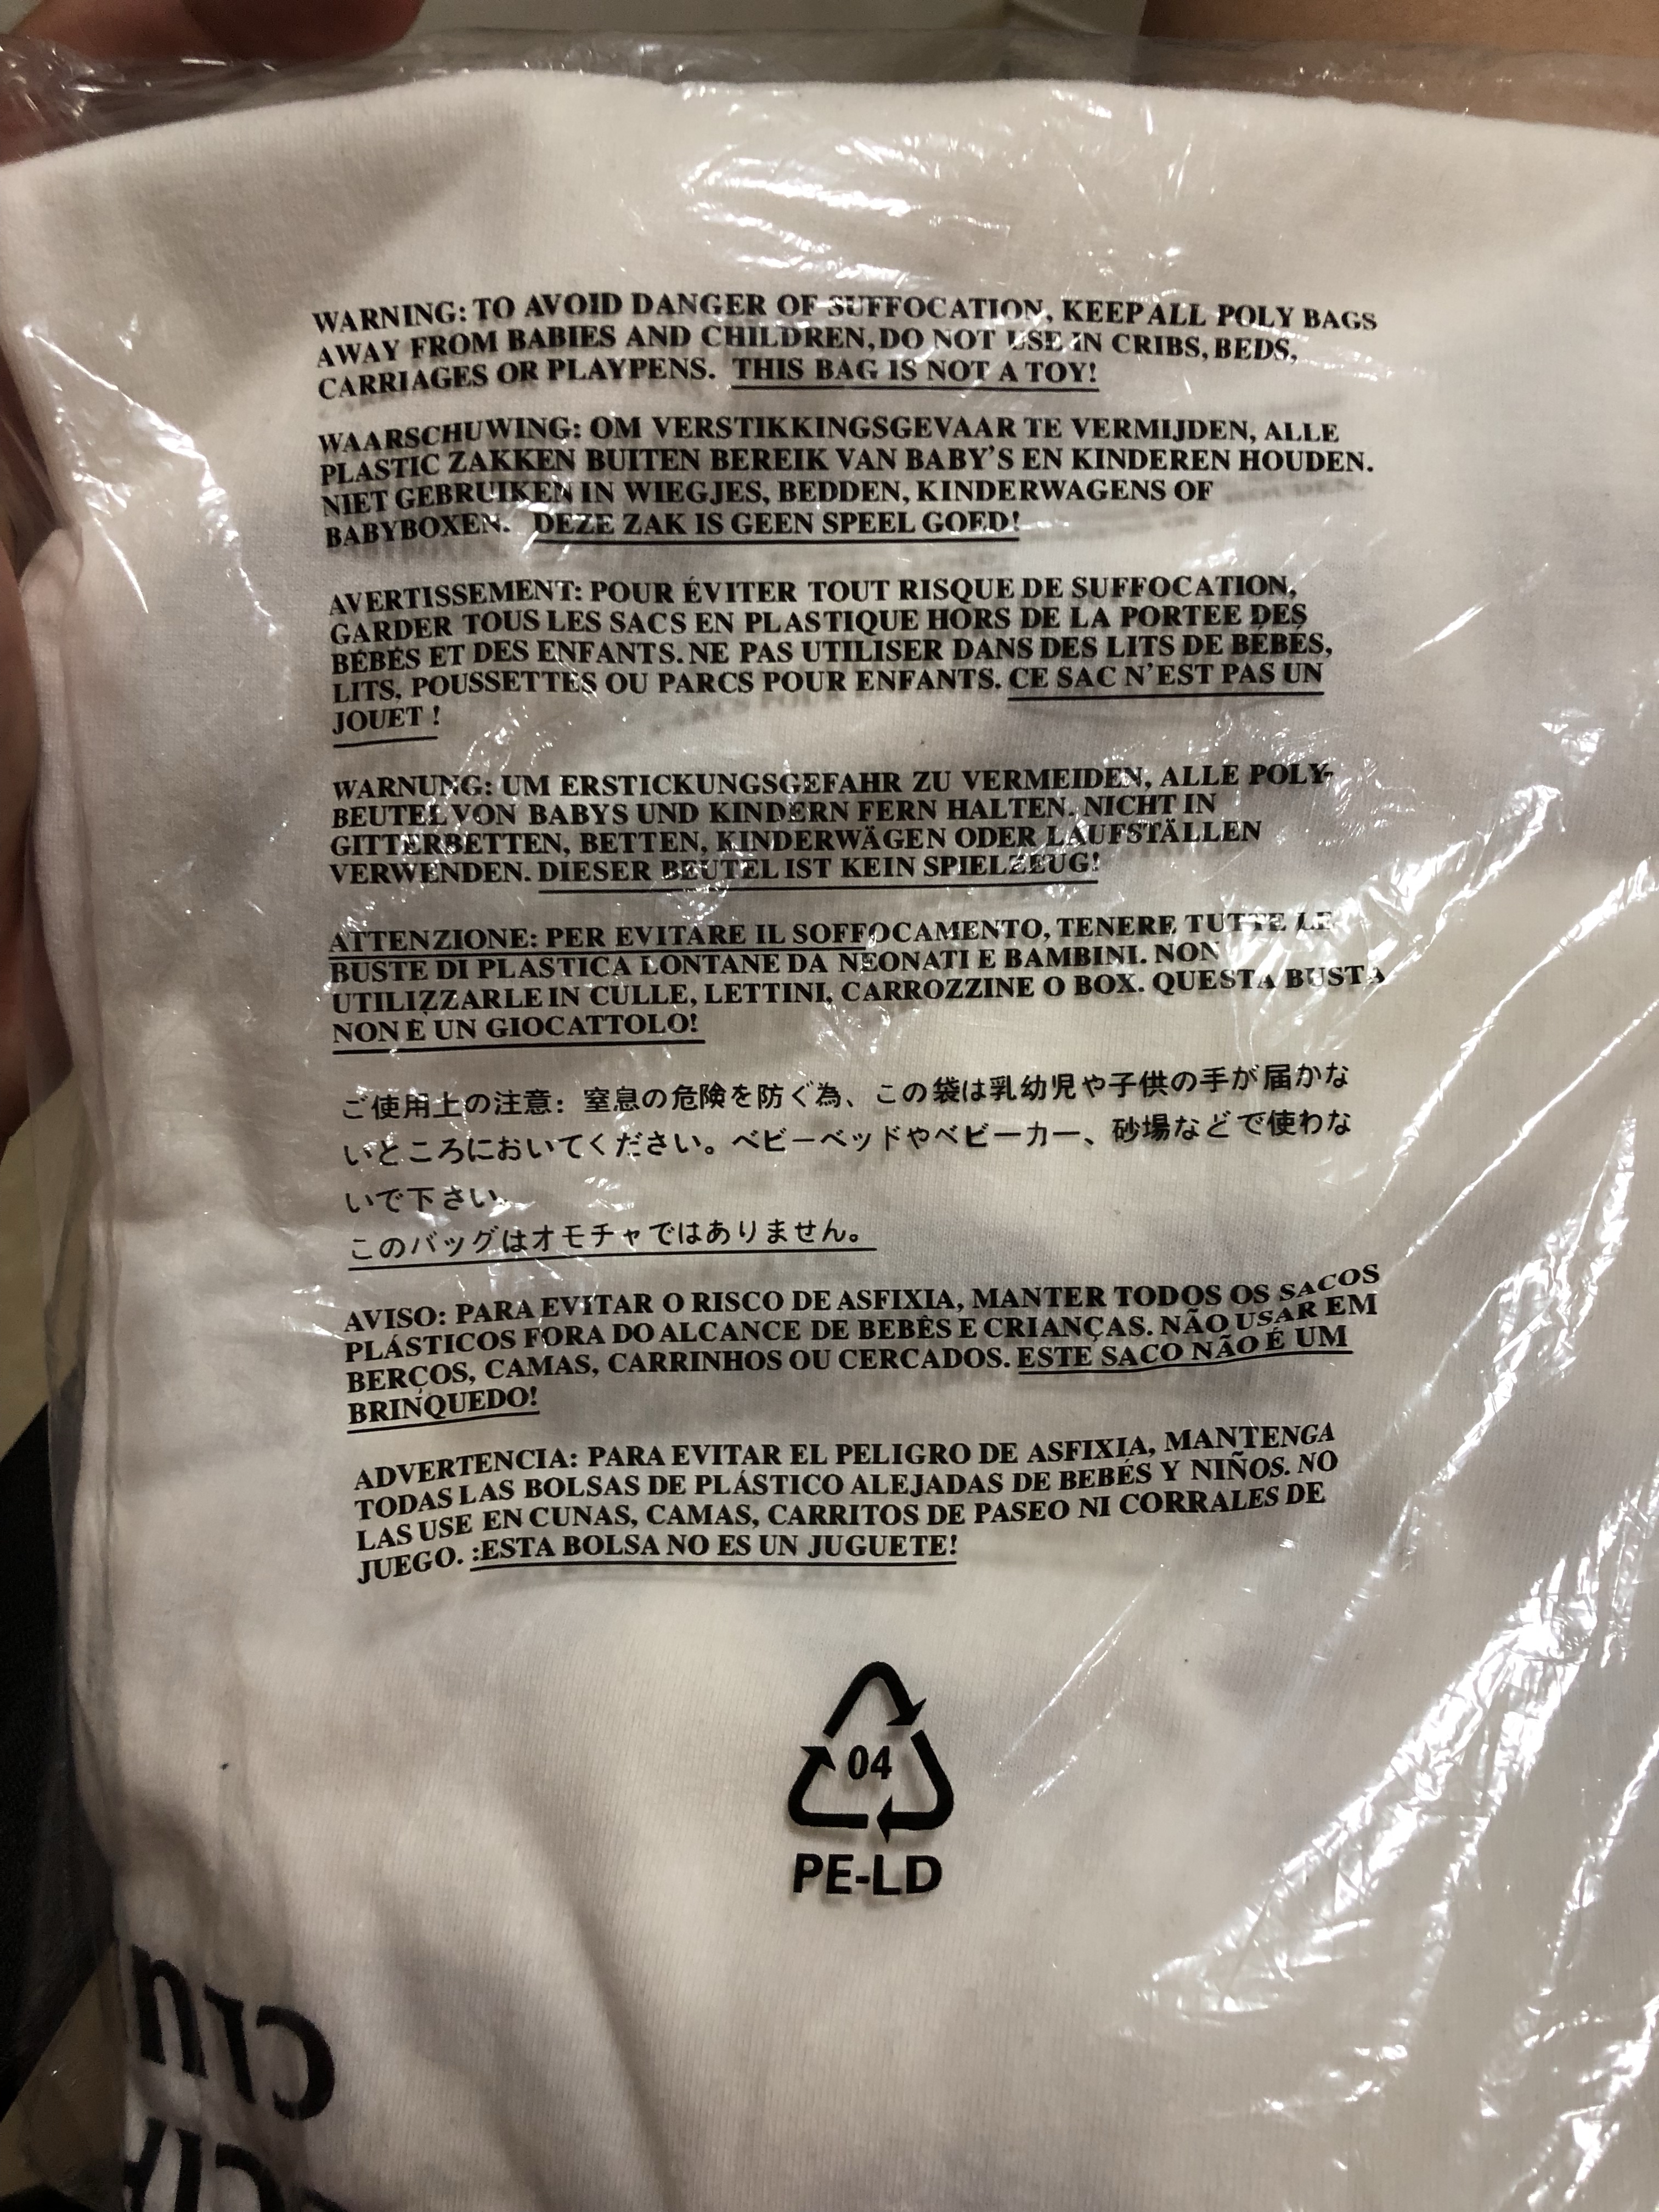 WARNING: TO AVOID DANGER OF SUFFOCATION, KEEP ALL POLY BAGS
AWAY FROM BABIES AND CHILDREN, DO NOT USE IN CRIBS, BEDS,
CARRIAGES OR PLAYPENS. THIS BAG IS NOT A TOY!
WAARSCHUWING: OM VERSTIKKINGSGEVAAR TE VERMIJDEN, ALLE
PLASTIC ZAKKEN BUITEN BEREIK VAN BABY'S EN KINDEREN HOUDEN.
NIET GEBRUIKEN IN WIEGJES, BEDDEN, KINDERWAGENS OF
BABYBOXEN. DEZE ZAK IS GEEN SPEEL GOED!
AVERTISSEMENT: POUR ÉVITER TOUT RISQUE DE SUFFOCATION,
GARDER TOUS LES SACS EN PLASTIQUE HORS DE LA PORTEE DES
BÉBÉS ET DES ENFANTS. NE PAS UTILISER DANS DES LITS DE BÉBÉS,
LITS, POUSSETTES OU PARCS POUR ENFANTS. CE SAC N'EST PAS UN
JOUET !
WARNUNG: UM ERSTICKUNGSGEFAHR ZU VERMEIDEN, ALLE POLY-
BEUTEL VON BABYS UND KINDERN FERN HALTEN. NICHT IN
GITTERBETTEN, BETTEN, KINDERWÄGEN ODER LAUFSTÄLLEN
VERWENDEN. DIESER BEUTEL IST KEIN SPIELZEUG!
ATTENZIONE: PER EVITARE IL SOFFOCAMENTO, TENERE TUTTE LE
BUSTE DI PLASTICA LONTANE DA NEONATI E BAMBINI. NON
UTILIZZARLE IN CULLE, LETTINI, CARROZZINE O BOX. QUESTA BUSTA
NON È UN GIOCATTOLO!
ご使用上の注意: 窒息の危険を防ぐ為、この袋は乳幼児や子供の手が届かな
いところにおいてください。ベビーベッドやベビーカー、砂場などで使わな
いで下さい。
このバッグはオモチャではありません。
AVISO: PARA EVITAR O RISCO DE ASFIXIA, MANTER TODOS OS SACOS
PLÁSTICOS FORA DO ALCANCE DE BEBÊS E CRIANÇAS. NÃO USAR EM
BERÇOS, CAMAS, CARRINHOS OU CERCADOS. ESTE SACO NÃO É UM
BRINQUEDO!
ADVERTENCIA: PARA EVITAR EL PELIGRO DE ASFIXIA, MANTENGA
TODAS LAS BOLSAS DE PLÁSTICO ALEJADAS DE BEBÉS Y NIÑOS. NO
LAS USE EN CUNAS, CAMAS, CARRITOS DE PASEO NI CORRALES DE
JUEGO. :ESTA BOLSA NO ES UN JUGUETE!
04
PE-LD